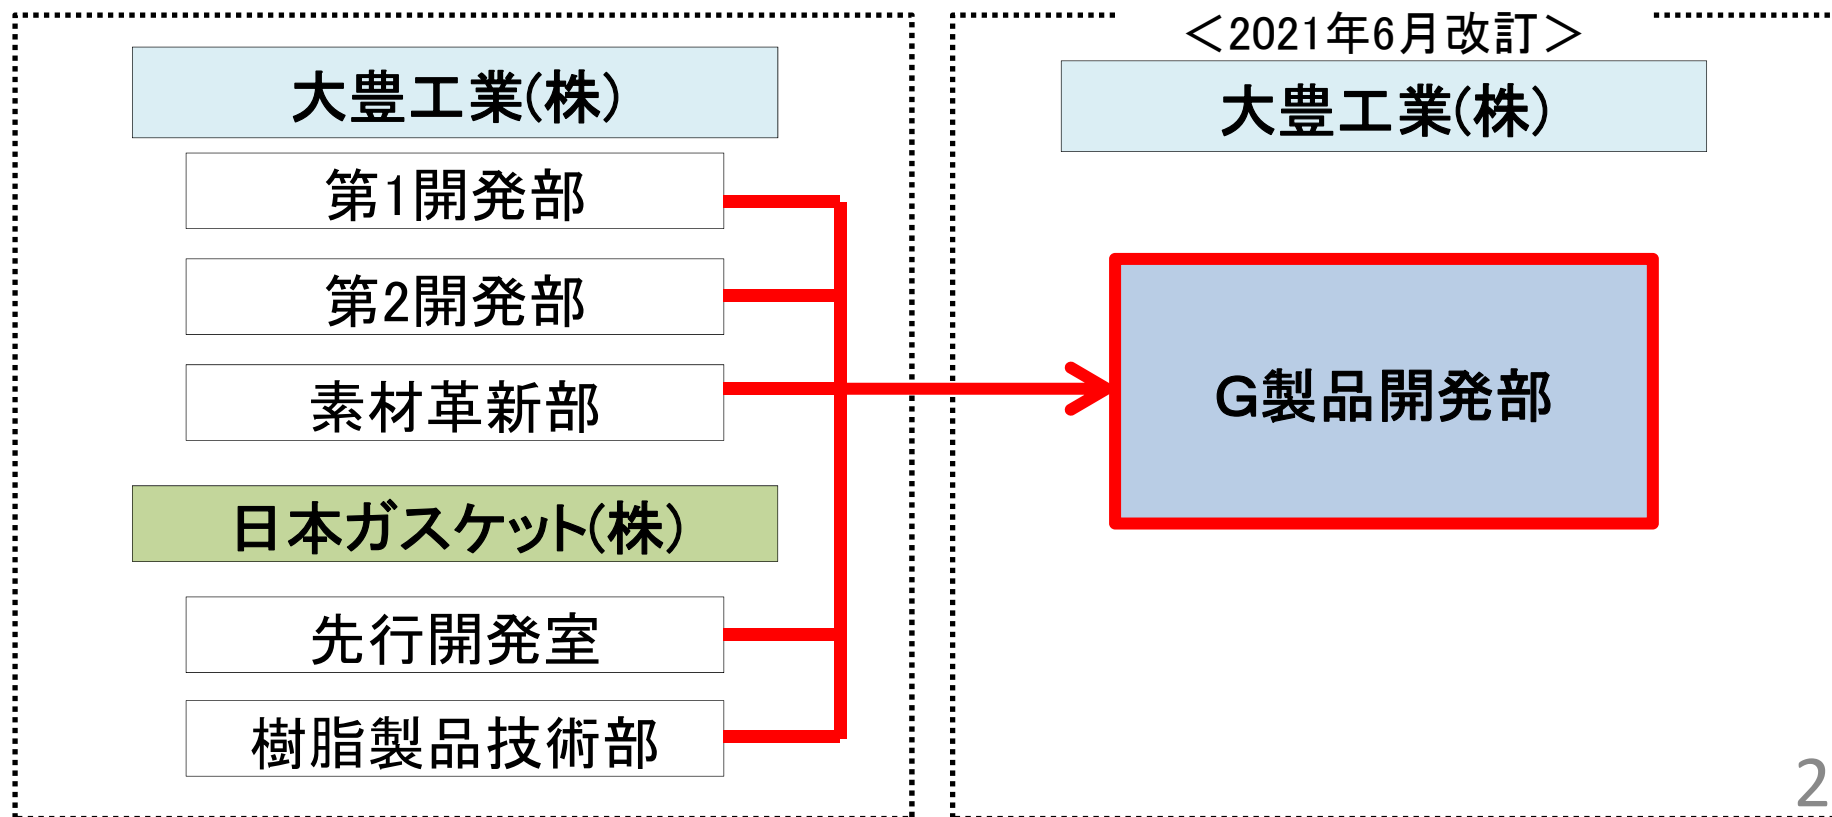 大豊工業(株)
第1開発部
第2開発部
素材革新部
日本ガスケット(株)
先行開発室
樹脂製品技術部
＜2021年6月改訂＞
大豊工業(株)
G製品開発部
2